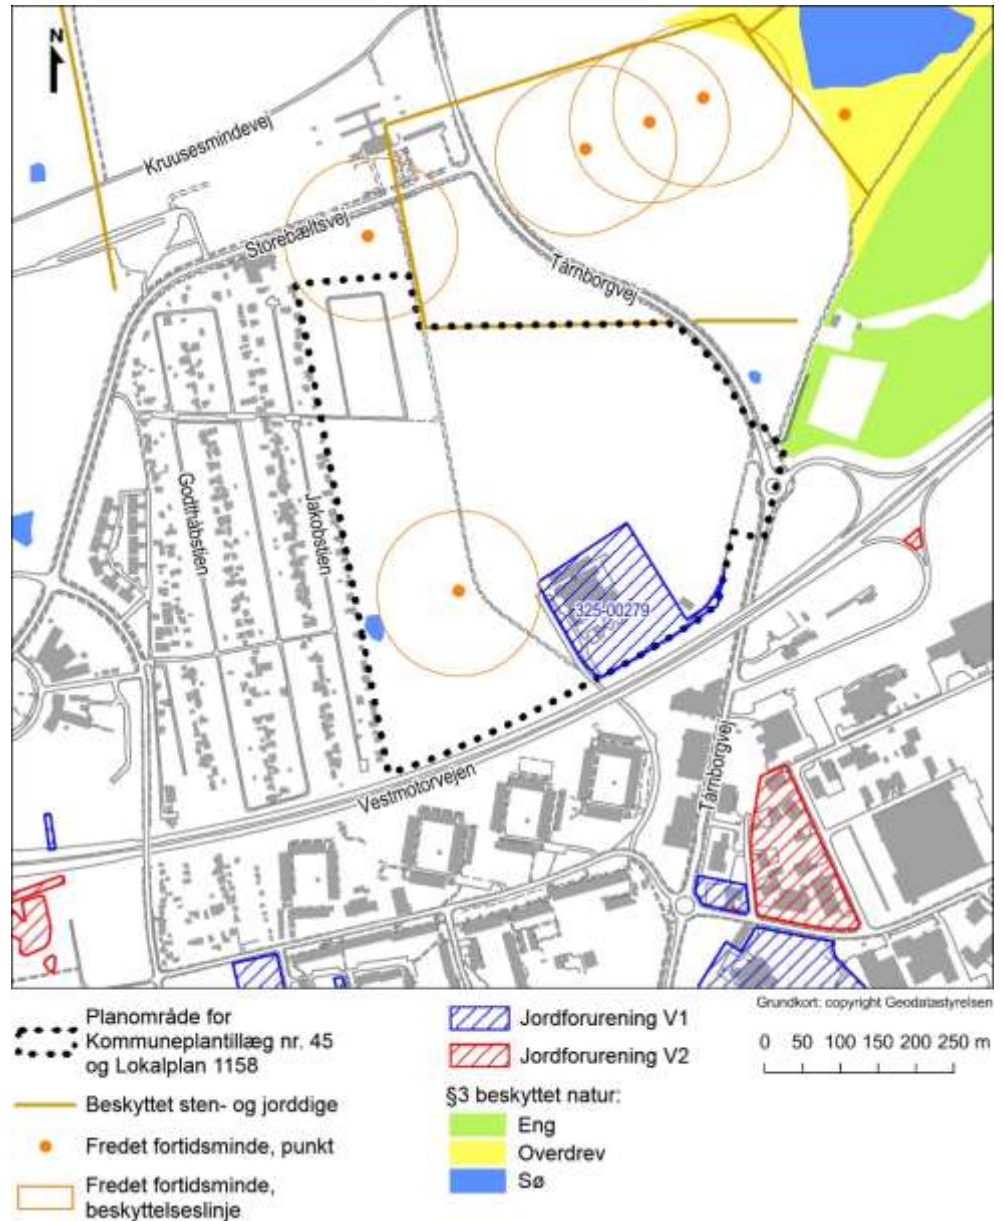 N
Kruusesmindevej
Storebæltsvej
Tårnborgvej
Godthåbstien
Jakobstien
325-00279
Vestmotorvejen
Tårnborgvej
Grundkort: copyright Geodatastyrelsen
Planområde for
Kommuneplantillæg nr. 45
og Lokalplan 1158
Beskyttet sten- og jorddige
Fredet fortidsminde, punkt
Fredet fortidsminde,
beskyttelseslinje
Jordforurening V1
Jordforurening V2
§3 beskyttet natur:
Eng
Overdrev
Sø
0 50 100 150 200 250 m